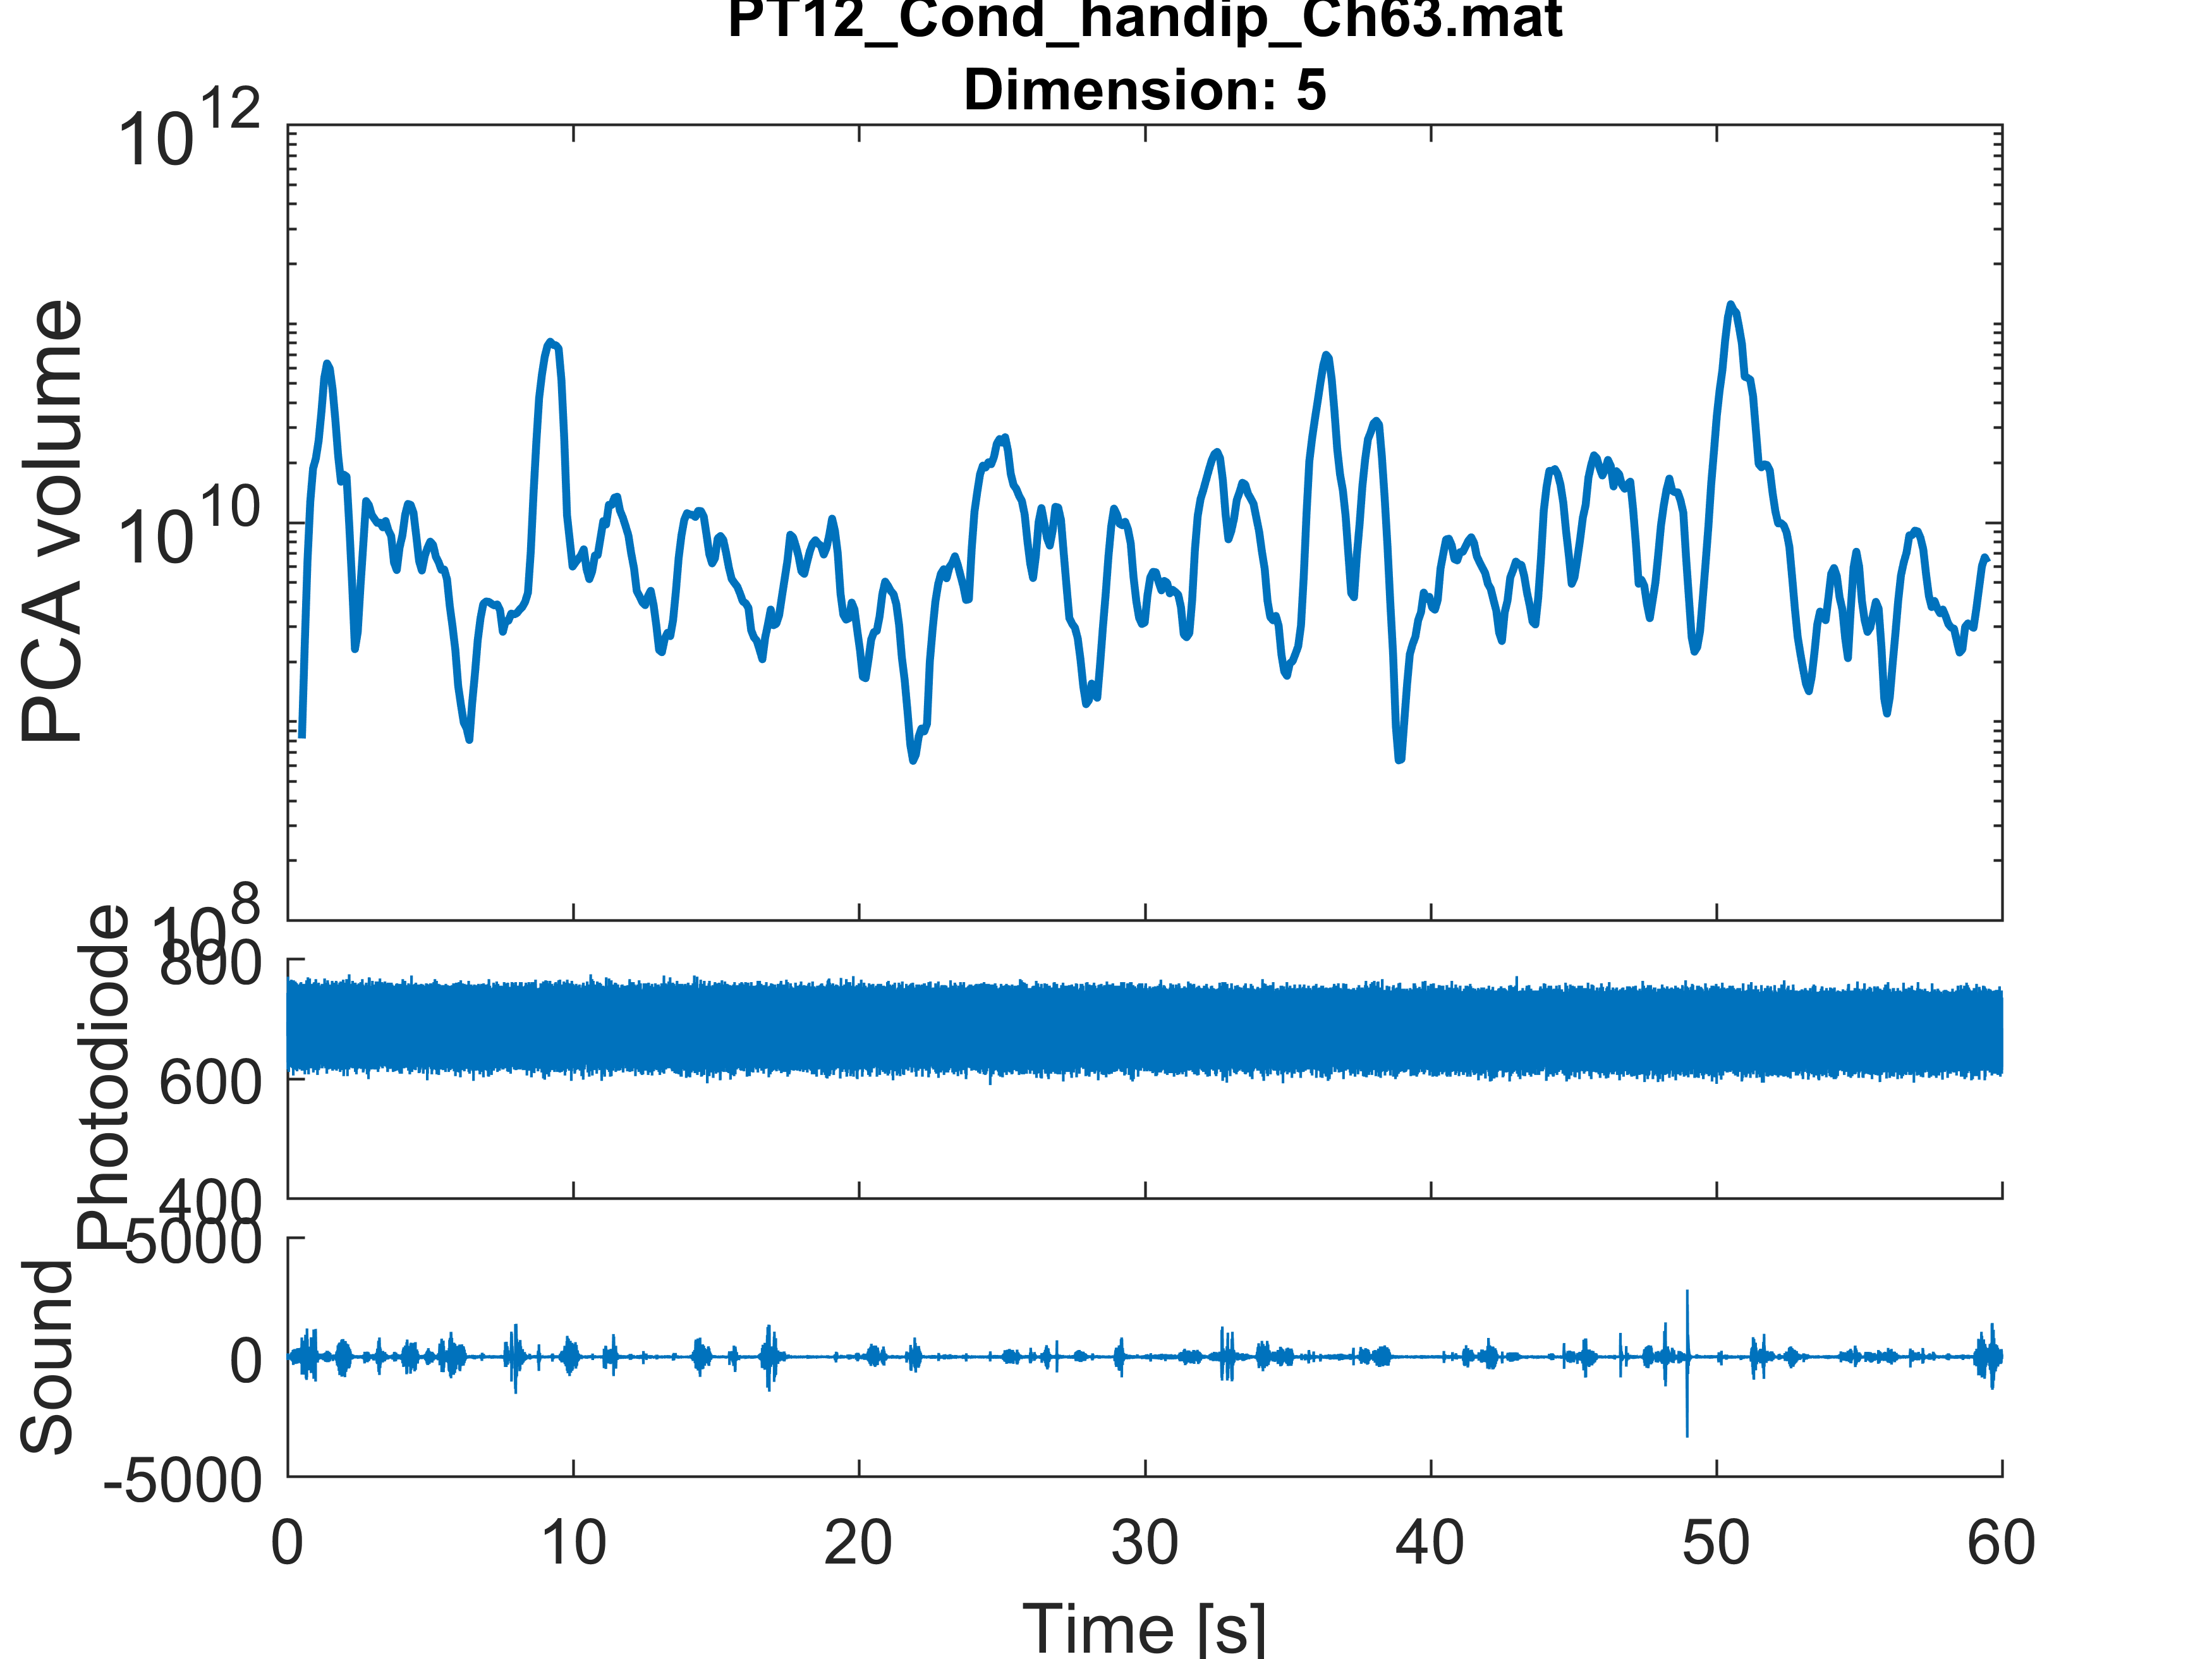 PT12_Cond_handip_Ch63.mat
Dimension: 5
10^12
10^10
10^8
PCA volume
800
600
400
Photodiode
5000
0
-5000
Sound
0 10 20 30 40 50 60
Time [s]